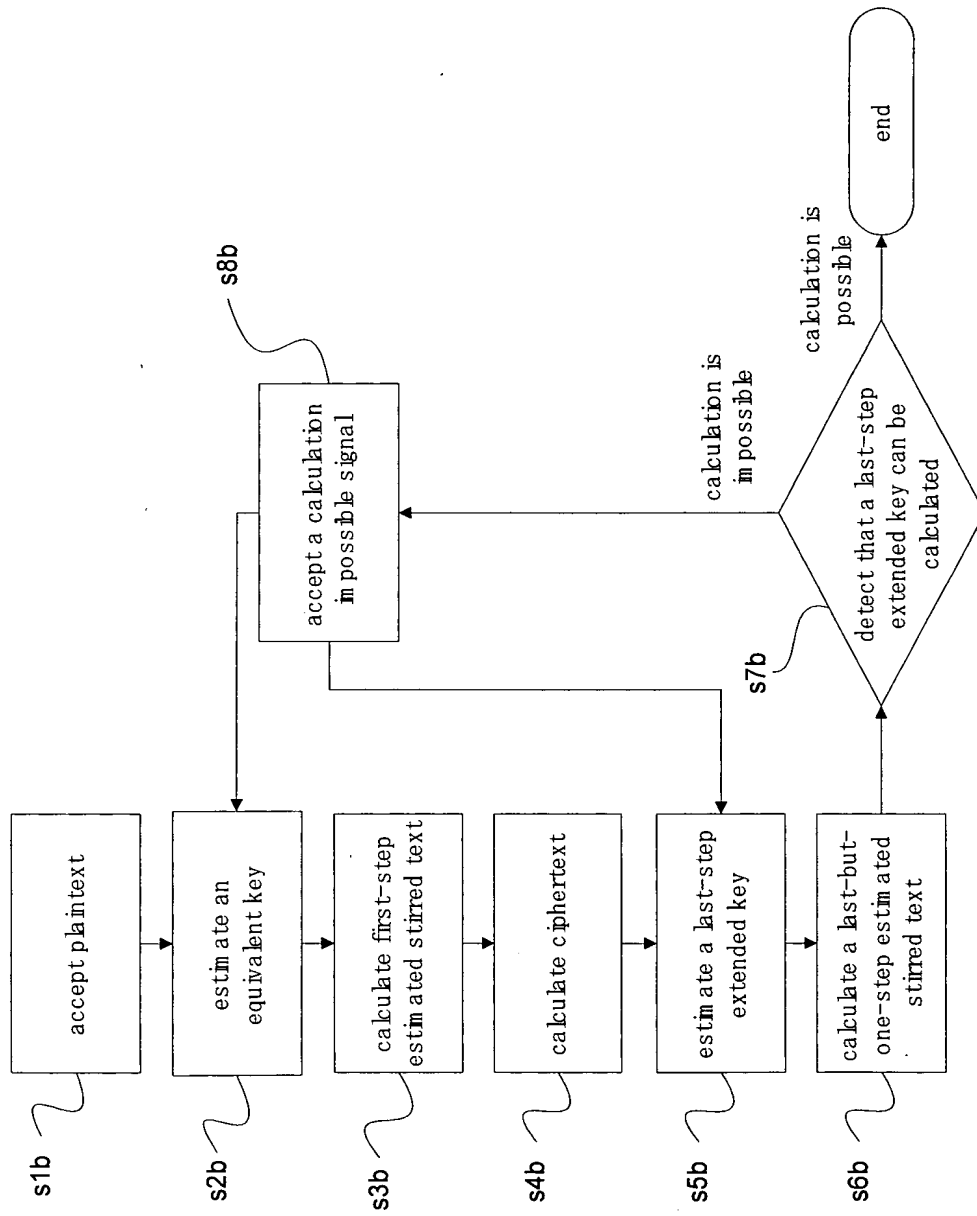 s1b
accept plaintext
s2b
estimate an
equivalent key
s3b
calculate first-step
estimated stirred text
s4b
calculate ciphertext
s5b
estimate a last-step
extended key
s6b
calculate a last-but-
one-step estimated
stirred text
s7b
detect that a last-step
extended key can be
calculated
calculation is
impossible
s8b
accept a calculation
impossible signal
calculation is
possible
end